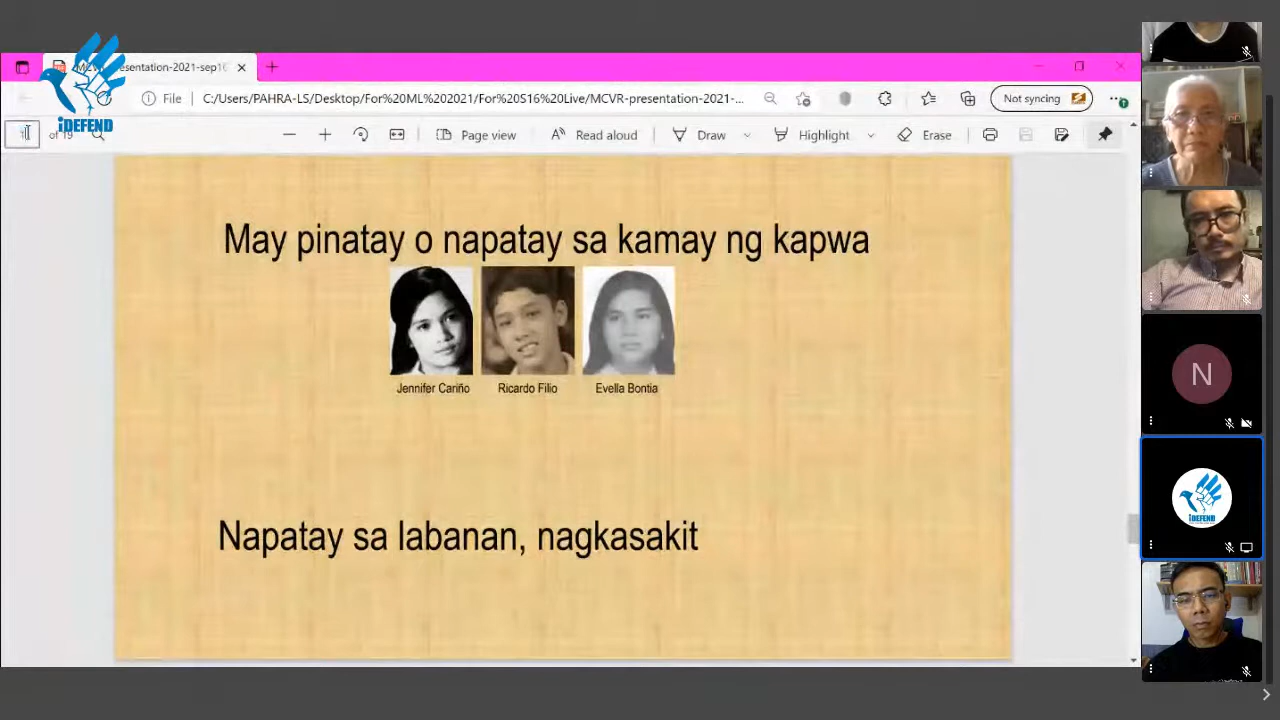 presentation-2021-sep16
iDEFEND
File
C:/Users/PAHRA-LS/Desktop/For%20ML%202021/For%20S16%20Live/MCVR-presentation-2021-...
Not syncing
of 19
Page view
Read aloud
Draw
Highlight
Erase
May pinatay o napatay sa kamay ng kapwa
Jennifer Cariño
Ricardo Filio
Evella Bontia
Napatay sa labanan, nagkasakit
N
iDEFEND